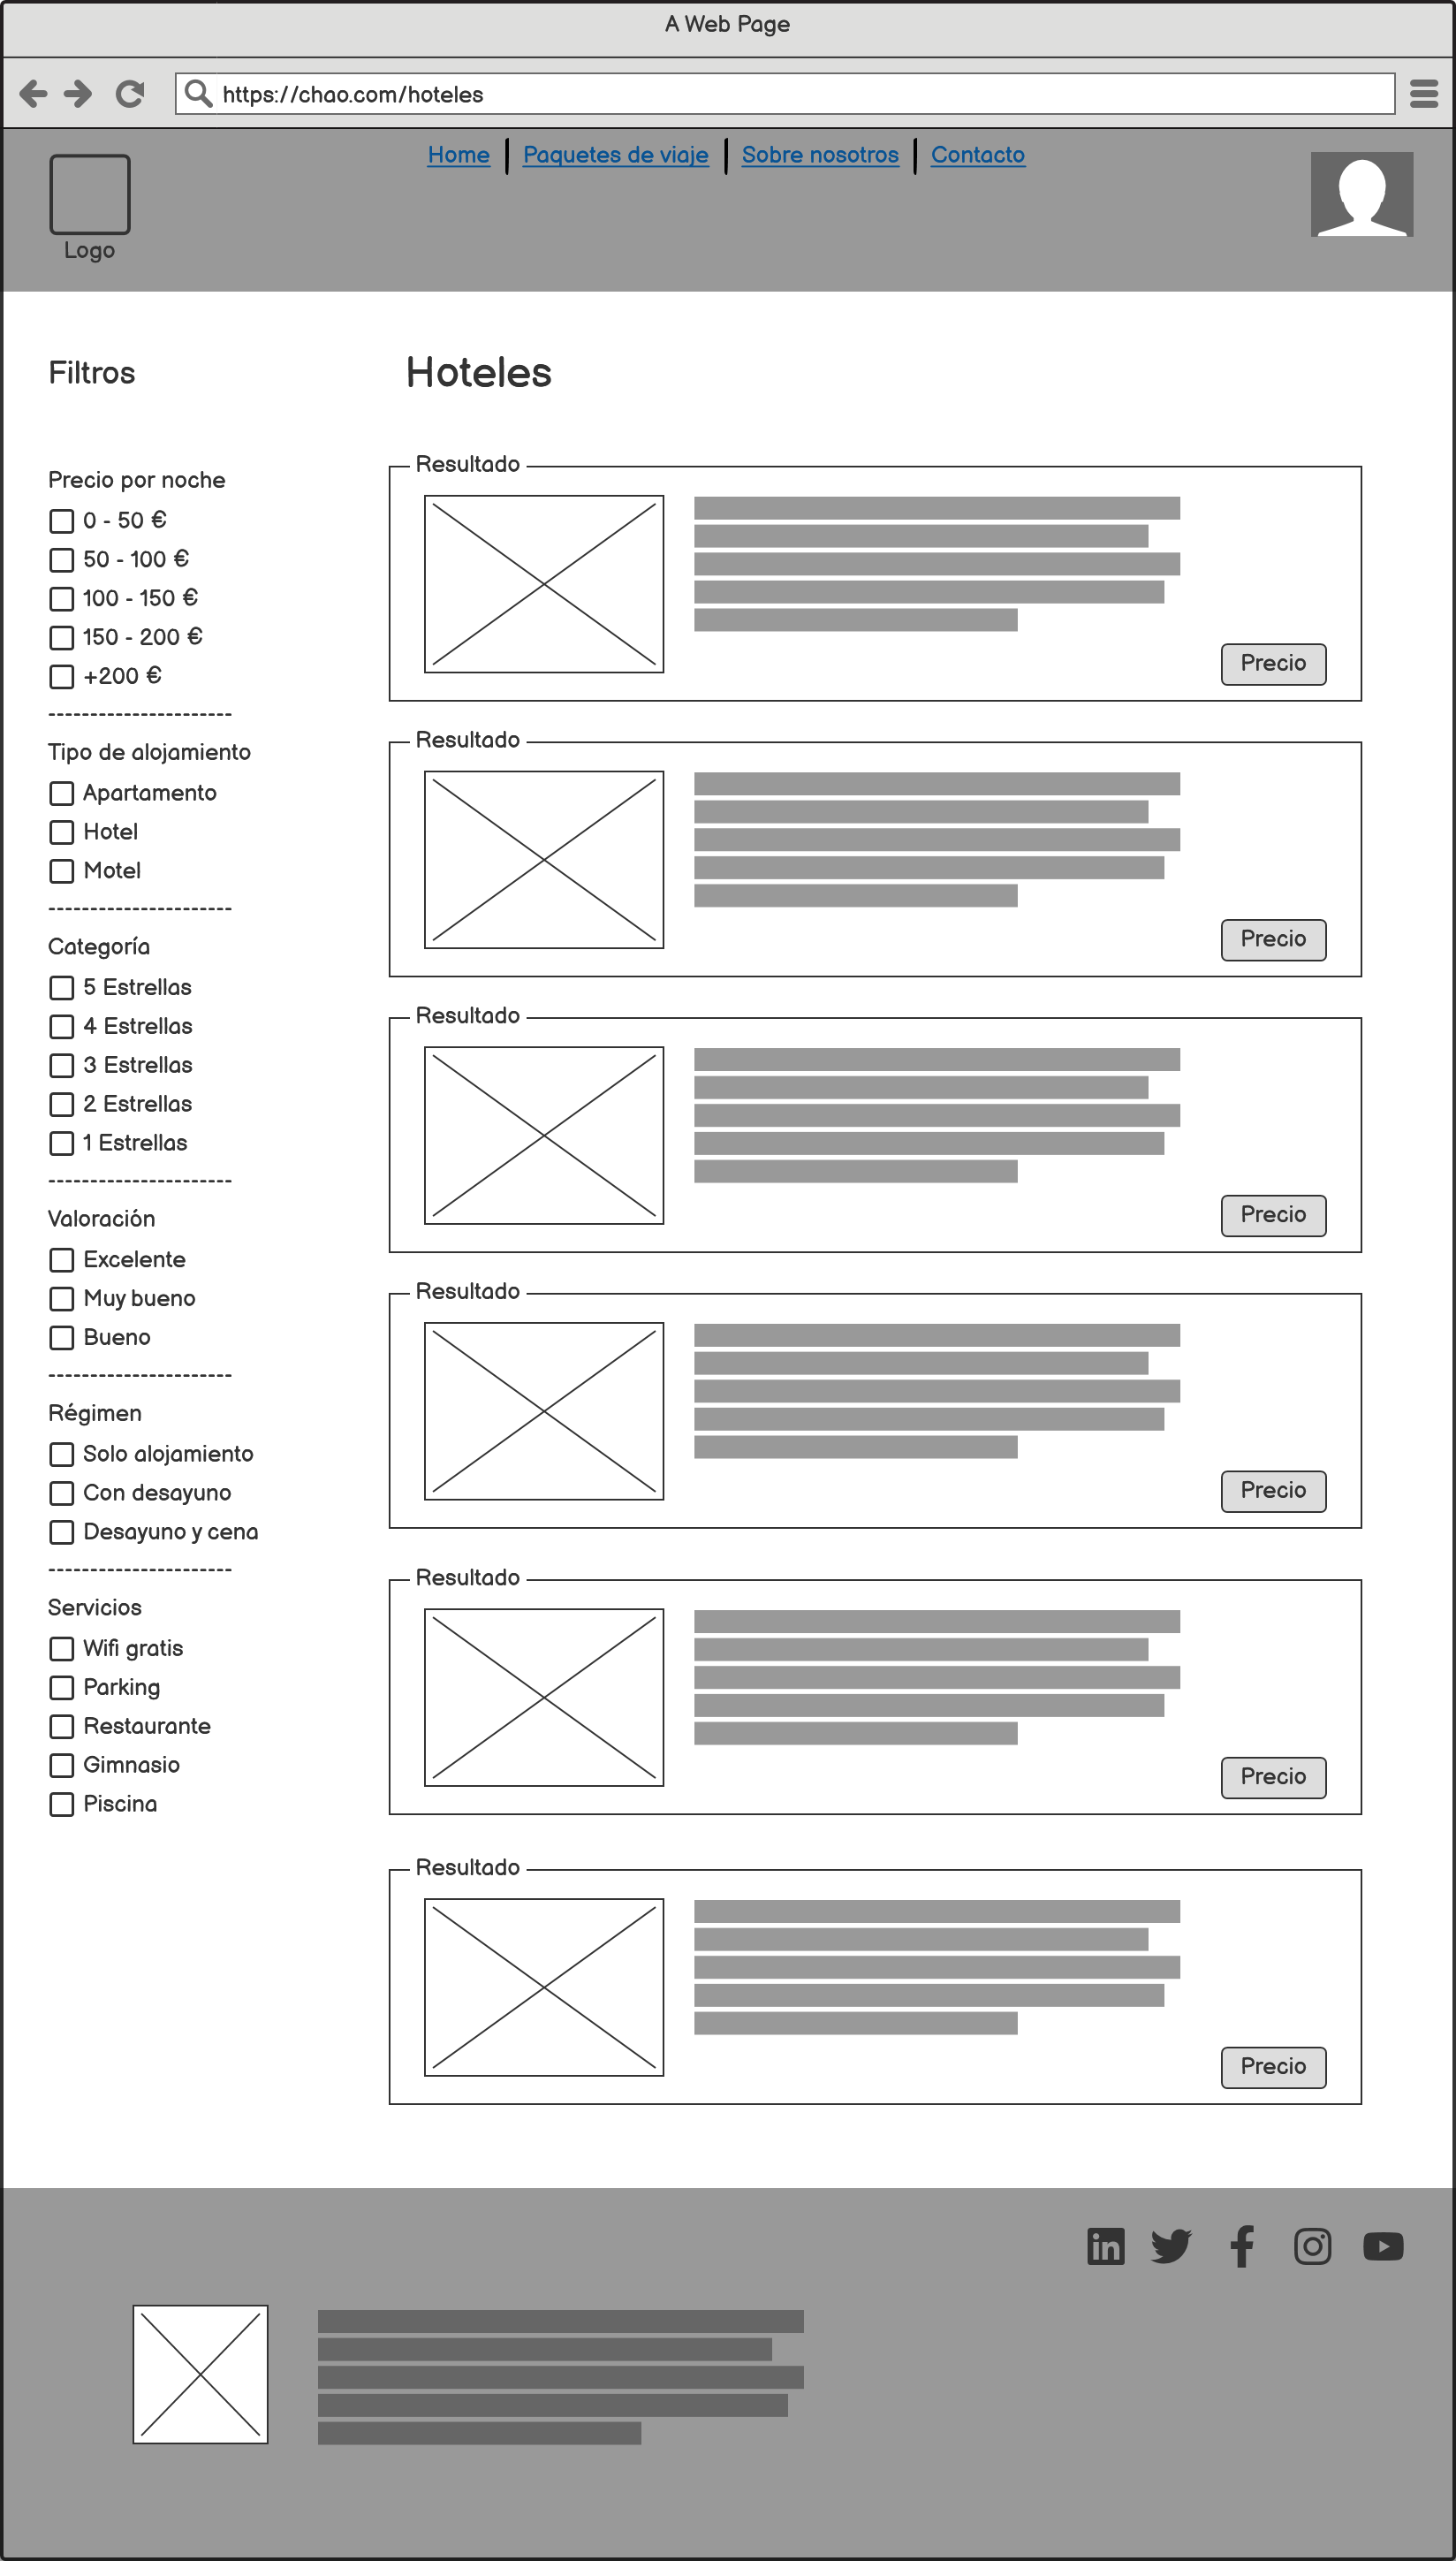 A Web Page
https://chao.com/hoteles
Home Paquetes de viaje Sobre nosotros Contacto
Logo
Filtros
Precio por noche
0 - 50 €
50 - 100 €
100 - 150 €
150 - 200 €
+200 €
----------------------
Tipo de alojamiento
Apartamento
Hotel
Motel
----------------------
Categoría
5 Estrellas
4 Estrellas
3 Estrellas
2 Estrellas
1 Estrellas
----------------------
Valoración
Excelente
Muy bueno
Bueno
----------------------
Régimen
Solo alojamiento
Con desayuno
Desayuno y cena
----------------------
Servicios
Wifi gratis
Parking
Restaurante
Gimnasio
Piscina
Hoteles
Resultado
Precio
Resultado
Precio
Resultado
Precio
Resultado
Precio
Resultado
Precio
Resultado
Precio